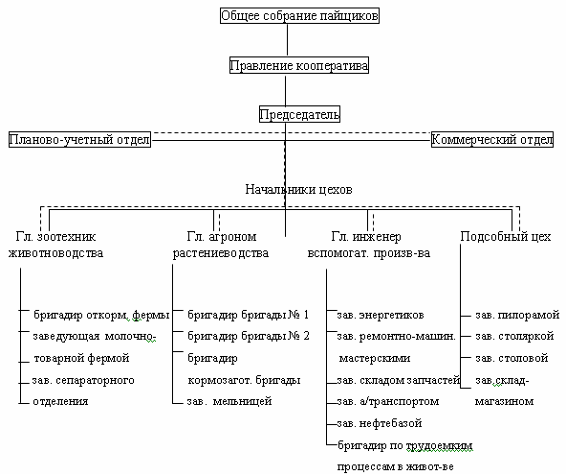 Общее собрание пайщиков
Правление кооператива
Председатель
Планово-учетный отдел
Коммерческий отдел
Начальники цехов
Гл. зоотехник
животноводства
бригадир откорм, фермы
заведующая молочно-
товарной фермой
зав. сепараторного
отделения
Гл. агроном
растениеводства
бригадир бригады № 1
бригадир бригады № 2
бригадир
кормозагот. бригады
зав. мельницей
Гл. инженер
вспомогат. произв-ва
зав. энергетиков
зав. ремонтно-машин.
мастерскими
зав. складом запчастей
зав. а/транспортом
зав. нефтебазой
бригадир по трудоемким
процессам в живот-ве
Подсобный цех
зав. пилорамой
зав. столяркой
зав. столовой
зав.склад-
магазином